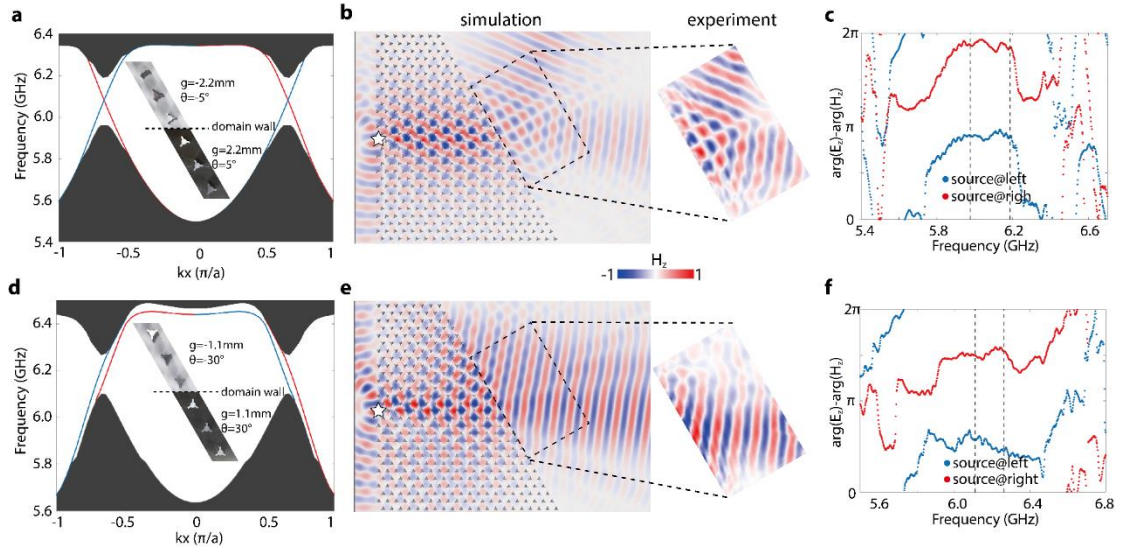 a
6.4
6.2
6.0
5.8
5.6
5.4
Frequency (GHz)
-1
-0.5
0
0.5
1
kx (π/a)
g=-2.2mm
θ=-5°
domain wall
g=2.2mm
θ=5°
b
simulation
experiment
c
2π
π
0
arg(Ez)-arg(Hz)
source@left
source@righ
5.4
5.8
6.2
6.6
Frequency (GHz)
-1
Hz
1
d
6.4
6.2
6.0
5.8
5.6
Frequency (GHz)
-1
-0.5
0
0.5
1
kx (π/a)
g=-1.1mm
θ=-30°
domain wall
g=1.1mm
θ=30°
e
f
2π
π
0
arg(Ez)-arg(Hz)
source@left
source@right
5.6
6.0
6.4
6.8
Frequency (GHz)